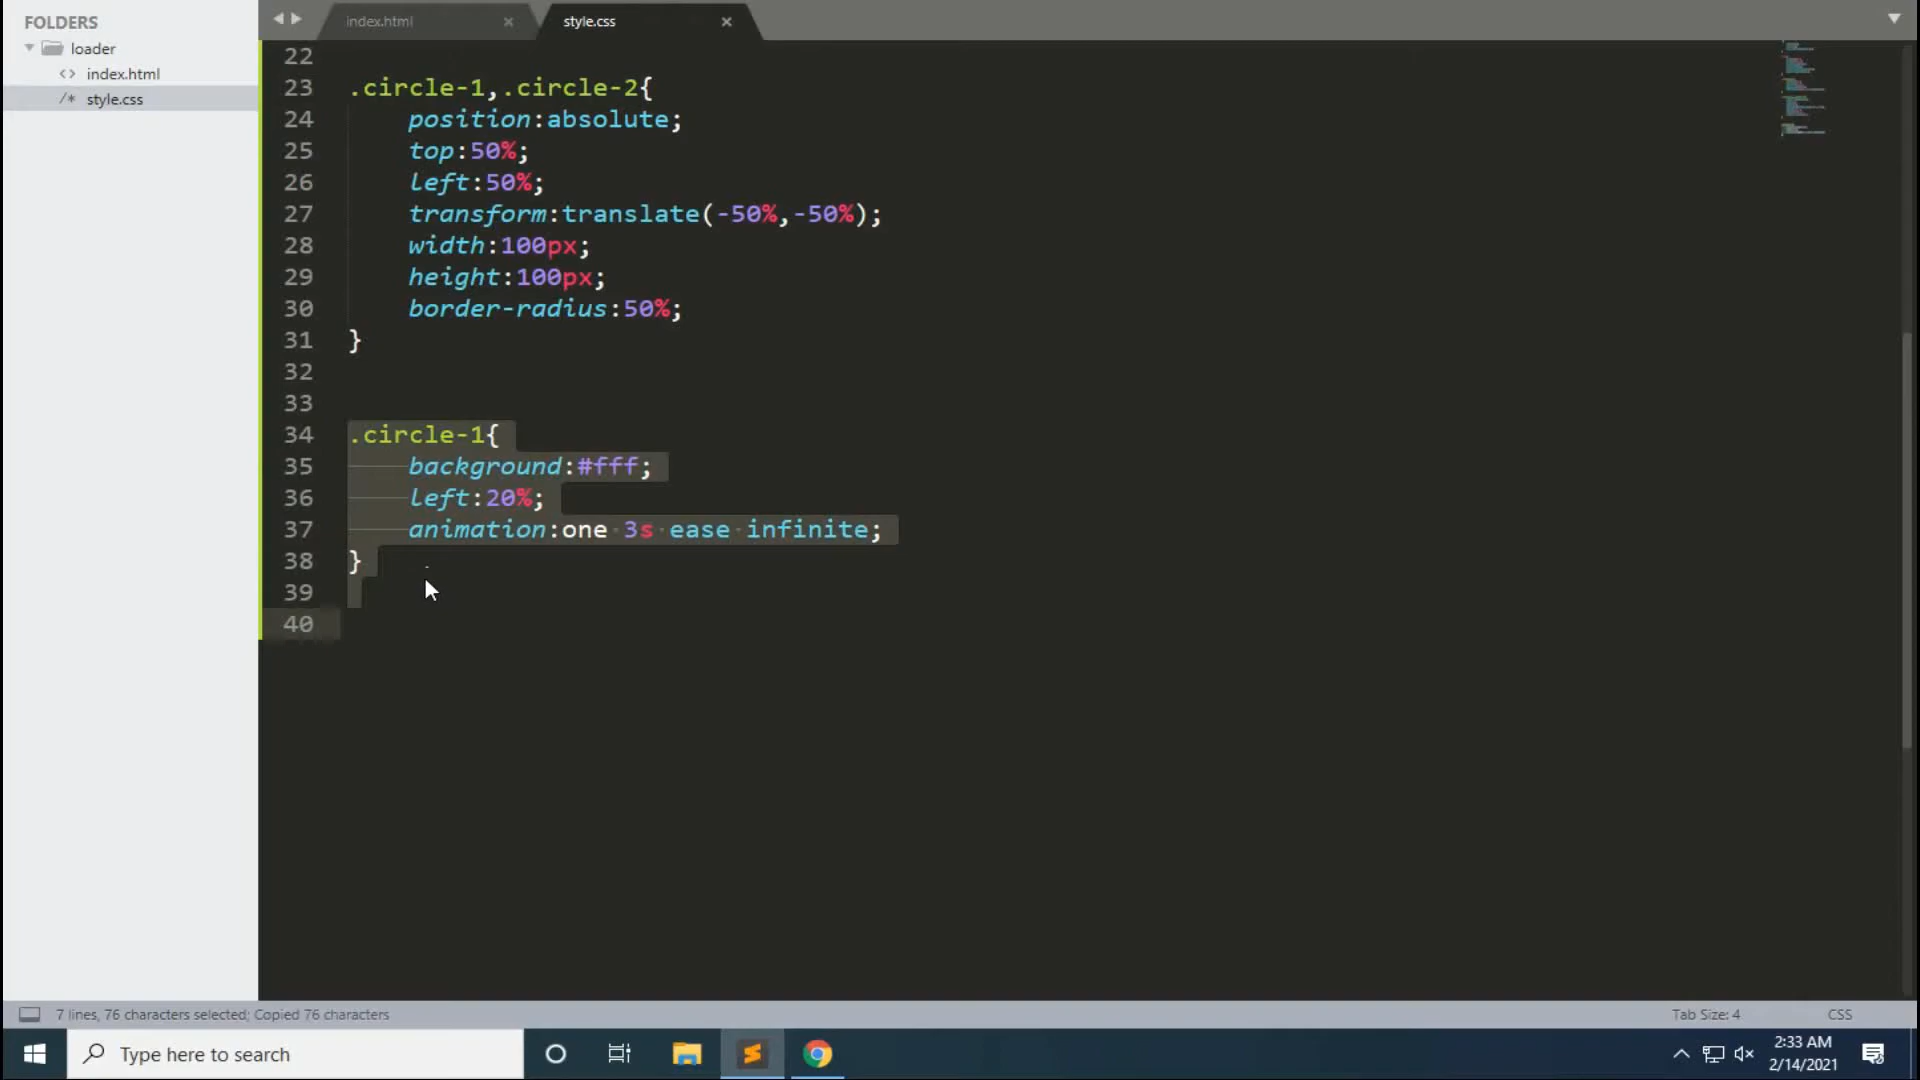 FOLDERS
loader
<> index.html
/* style.css
index.html ×
style.css ×
22
23 .circle-1,.circle-2{
24 position:absolute;
25 top:50%;
26 left:50%;
27 transform:translate(-50%,-50%);
28 width:100px;
29 height:100px;
30 border-radius:50%;
31 }
32
33
34 .circle-1{
35 background:#fff;
36 left:20%;
37 animation:one 3s ease infinite;
38 }
39
40
7 lines, 76 characters selected; Copied 76 characters
Tab Size: 4
CSS
Type here to search
2:33 AM
2/14/2021